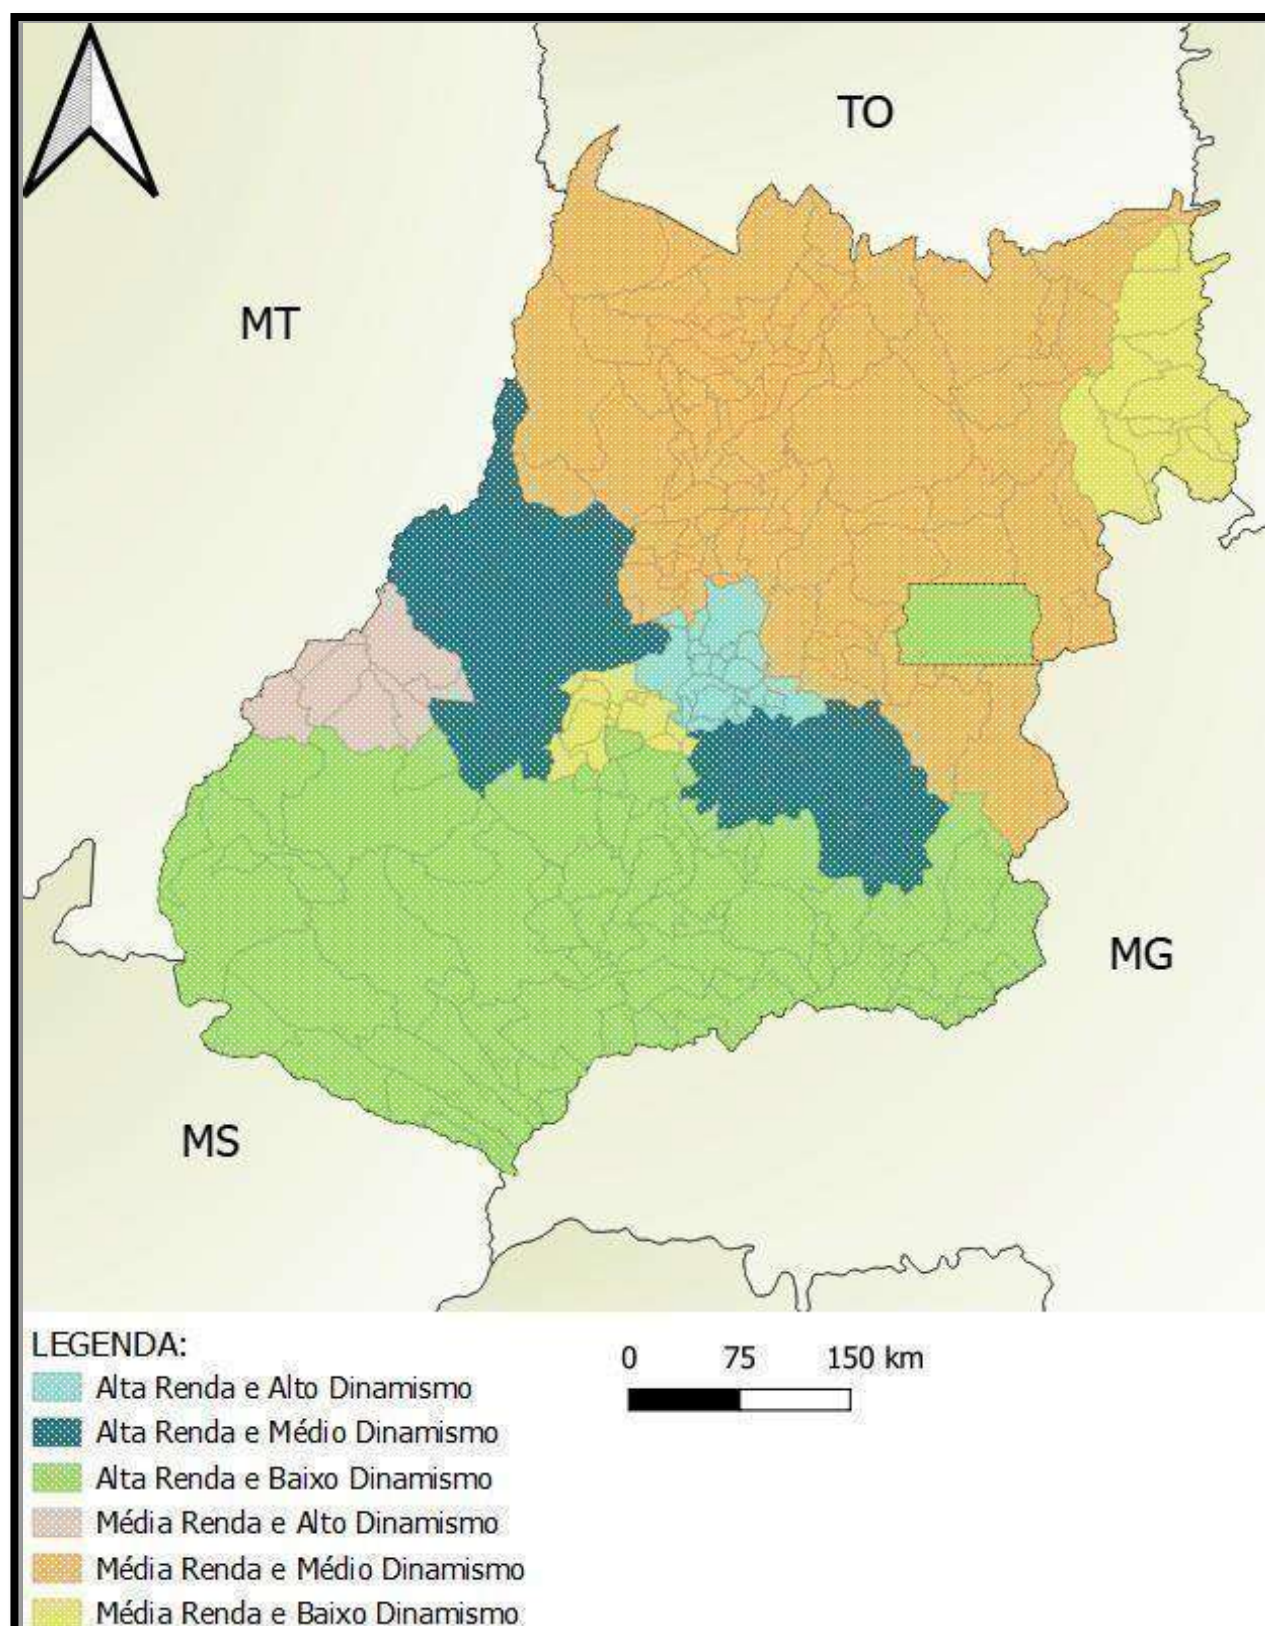 TO
MT
MG
MS
LEGENDA:
0 75 150 km
Alta Renda e Alto Dinamismo
Alta Renda e Médio Dinamismo
Alta Renda e Baixo Dinamismo
Média Renda e Alto Dinamismo
Média Renda e Médio Dinamismo
Média Renda e Baixo Dinamismo